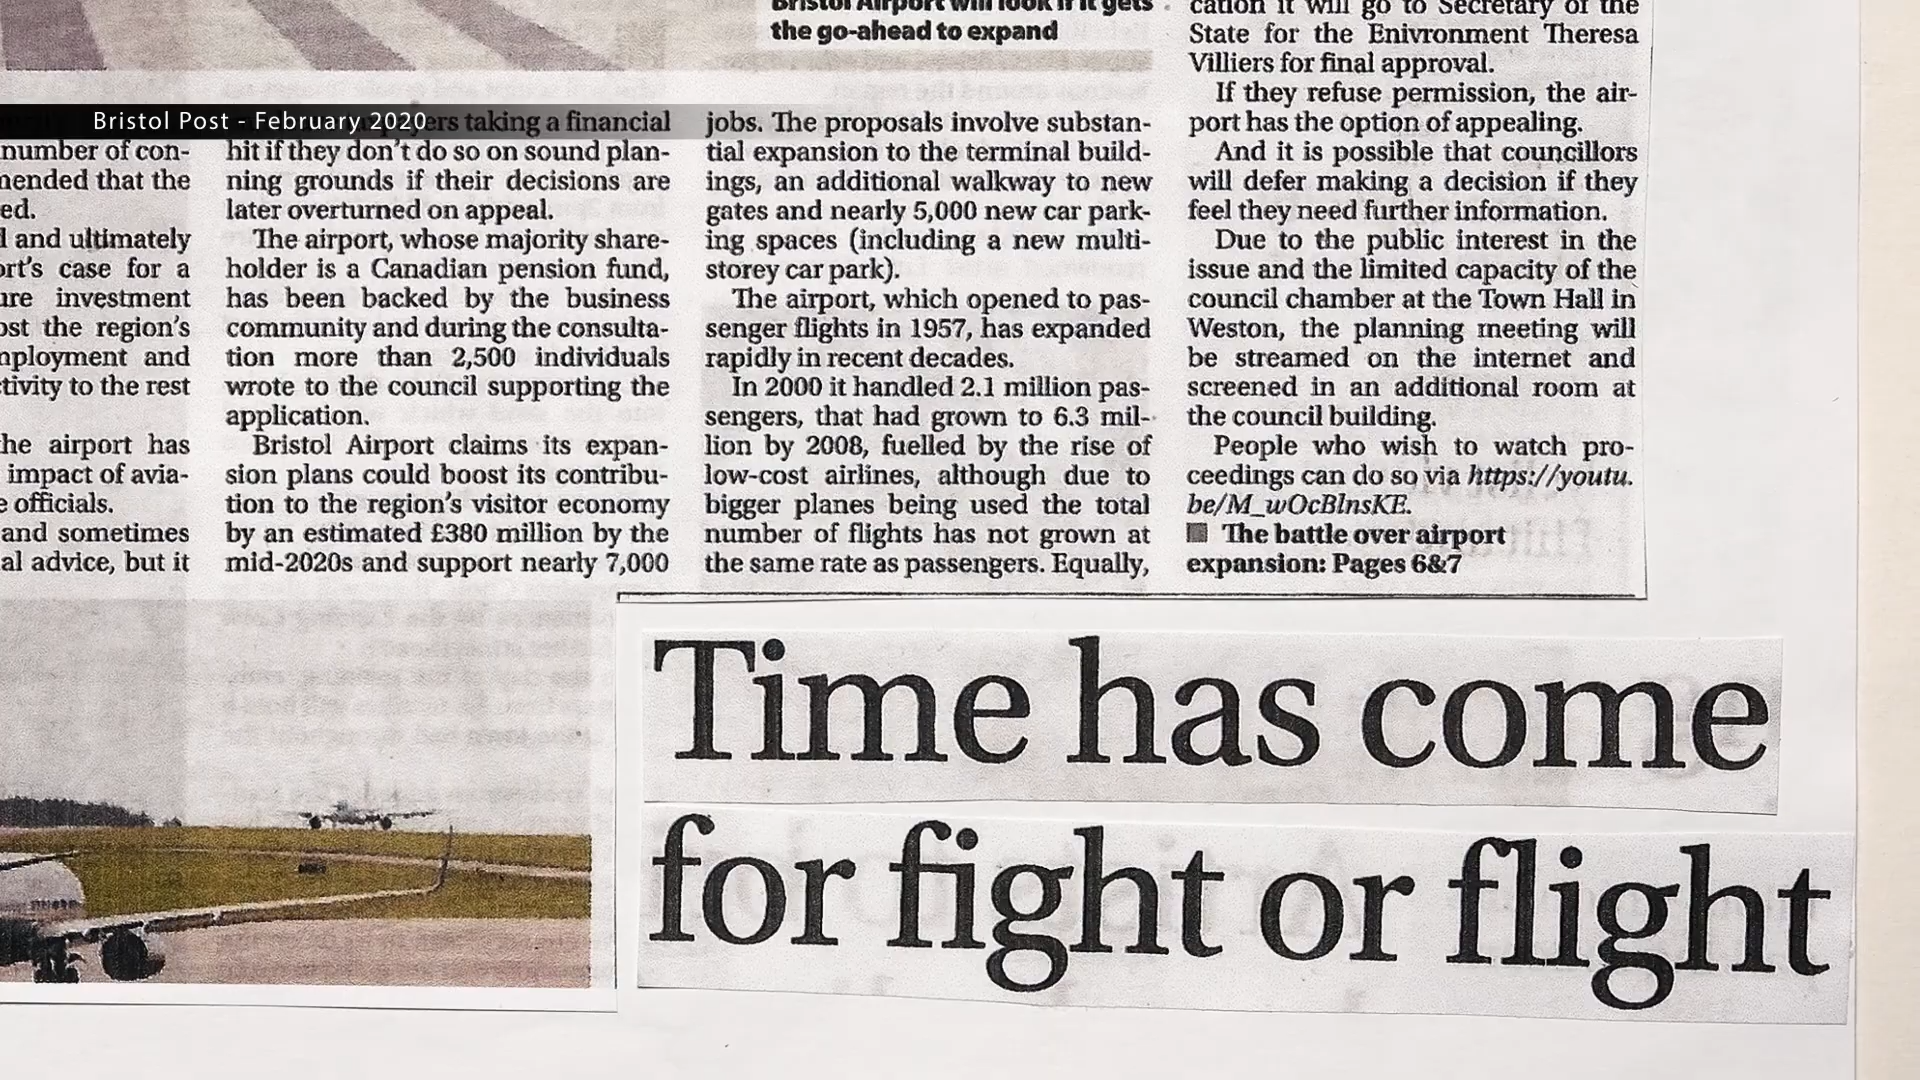 Bristol Airport will look if it gets
the go-ahead to expand
Bristol Post - February 2020
number of con-
the
ed.
and ultimately
case for a
investment
the region's
and
to the rest
airport has
impact of avia-
officials.
and sometimes
advice, but it
taking a financial
hit if they don't do so on sound plan-
ning grounds if their decisions are
later overturned on appeal.
The airport, whose majority share-
holder is a Canadian pension fund,
has been backed by the business
community and during the consulta-
tion more than 2,500 individuals
wrote to the council supporting the
application.
Bristol Airport claims its expan-
sion plans could boost its contribu-
tion to the region's visitor economy
by an estimated £380 million by the
mid-2020s and support nearly 7,000
jobs. The proposals involve substan-
tial expansion to the terminal build-
ings, an additional walkway to new
gates and nearly 5,000 new car park-
ing spaces (including a new multi-
storey car park).
The airport, which opened to pas-
senger flights in 1957, has expanded
rapidly in recent decades.
In 2000 it handled 2.1 million pas-
sengers, that had grown to 6.3 mil-
lion by 2008, fuelled by the rise of
low-cost airlines, although due to
bigger planes being used the total
number of flights has not grown at
the same rate as passengers. Equally,
cation it will go to Secretary of the
State for the Enivronment Theresa
Villiers for final approval.
If they refuse permission, the air-
port has the option of appealing.
And it is possible that councillors
will defer making a decision if they
feel they need further information.
Due to the public interest in the
issue and the limited capacity of the
council chamber at the Town Hall in
Weston, the planning meeting will
be streamed on the internet and
screened in an additional room at
the council building.
People who wish to watch pro-
ceedings can do so via https://youtu.
be/M_wOcBlnsKE.
■ The battle over airport
expansion: Pages 6&7
Time has come
for fight or flight